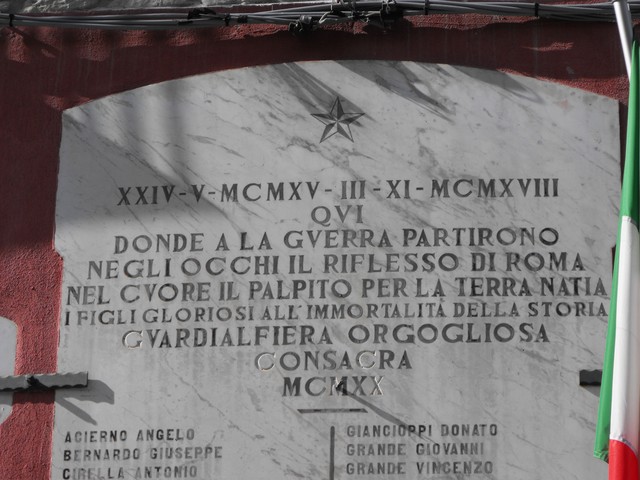 XXIV-V-MCMXV-III-XI-MCMXVIII
QVI
DONDE A LA GVERRA PARTIRONO
NEGLI OCCHI IL RIFLESSO DI ROMA
NEL CVORE IL PALPITO PER LA TERRA NATIA
I FIGLI GLORIOSI ALL'IMMORTALITÀ DELLA STORIA
GVARDIALFIERA ORGOGLIOSA
CONSACRA
MCMXX
ACIERNO ANGELO
BERNARDO GIUSEPPE
CIRELLA ANTONIO
GIANCIOPPI DONATO
GRANDE GIOVANNI
GRANDE VINCENZO